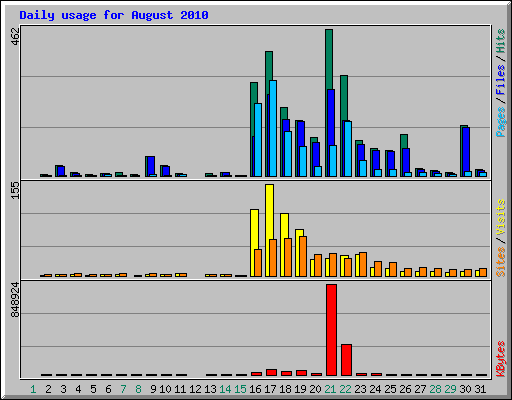 Daily usage for August 2010
462
155
848924
Pages / Files / Hits
Sites / Visits
KBytes
1 2 3 4 5 6 7 8 9 10 11 12 13 14 15 16 17 18 19 20 21 22 23 24 25 26 27 28 29 30 31